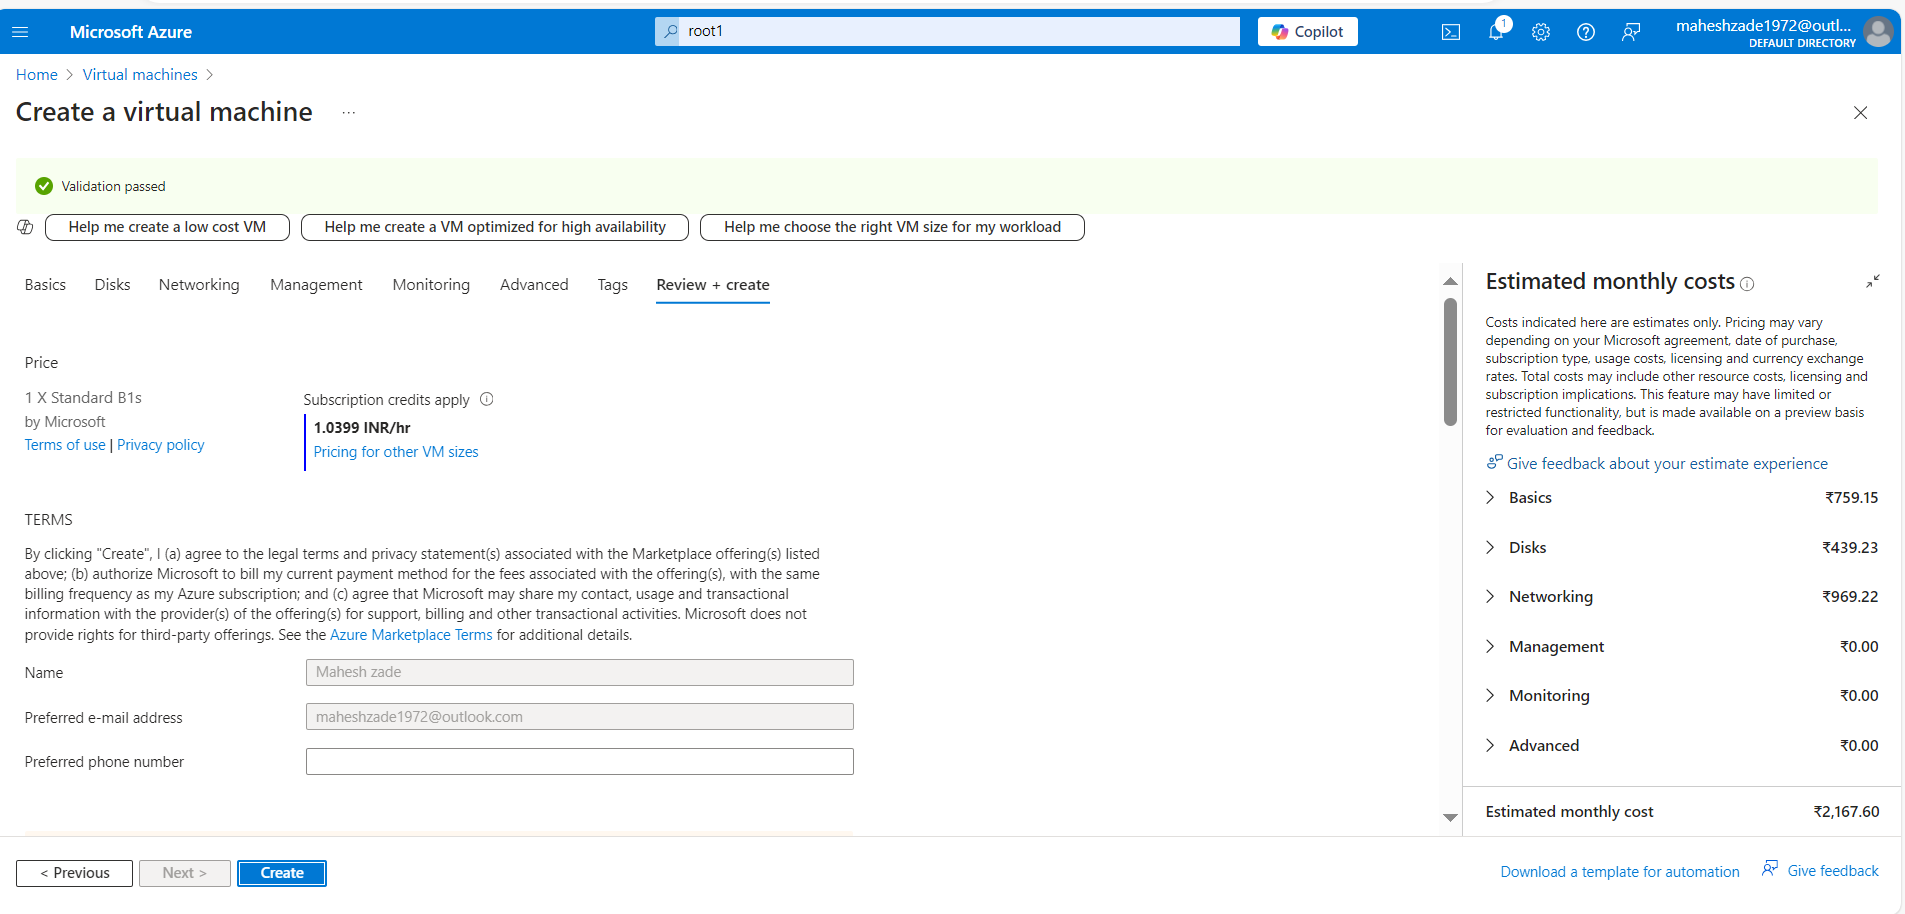 Microsoft Azure
root1
Copilot
1
maheshzade1972@outl...
DEFAULT DIRECTORY
Home > Virtual machines >
Create a virtual machine ...
Validation passed
Help me create a low cost VM
Help me create a VM optimized for high availability
Help me choose the right VM size for my workload
Basics Disks Networking Management Monitoring Advanced Tags Review + create
Price
1 X Standard B1s
by Microsoft
Terms of use | Privacy policy
Subscription credits apply
1.0399 INR/hr
Pricing for other VM sizes
TERMS
By clicking "Create", I (a) agree to the legal terms and privacy statement(s) associated with the Marketplace offering(s) listed
above; (b) authorize Microsoft to bill my current payment method for the fees associated with the offering(s), with the same
billing frequency as my Azure subscription; and (c) agree that Microsoft may share my contact, usage and transactional
information with the provider(s) of the offering(s) for support, billing and other transactional activities. Microsoft does not
provide rights for third-party offerings. See the Azure Marketplace Terms for additional details.
Name Mahesh zade
Preferred e-mail address maheshzade1972@outlook.com
Preferred phone number
Estimated monthly costs
Costs indicated here are estimates only. Pricing may vary
depending on your Microsoft agreement, date of purchase,
subscription type, usage costs, licensing and currency exchange
rates. Total costs may include other resource costs, licensing and
subscription implications. This feature may have limited or
restricted functionality, but is made available on a preview basis
for evaluation and feedback.
Give feedback about your estimate experience
Basics ₹759.15
Disks ₹439.23
Networking ₹969.22
Management ₹0.00
Monitoring ₹0.00
Advanced ₹0.00
Estimated monthly cost ₹2,167.60
< Previous
Next >
Create
Download a template for automation
Give feedback